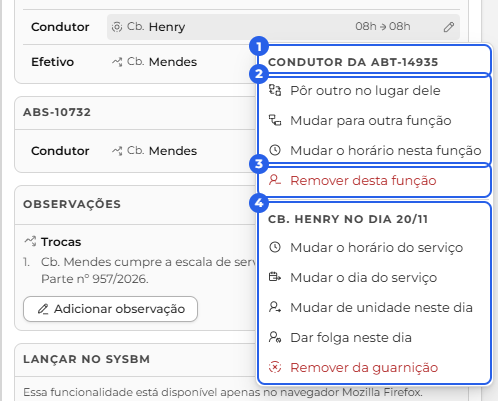 Condutor Cb. Henry 08h → 08h
1
Efetivo Cb. Mendes
CONDUTOR DA ABT-14935
2
Pôr outro no lugar dele
Mudar para outra função
Mudar o horário nesta função
3
Remover desta função
4
CB. HENRY NO DIA 20/11
Mudar o horário do serviço
Mudar o dia do serviço
Mudar de unidade neste dia
Dar folga neste dia
Remover da guarnição
ABS-10732
Condutor Cb. Mendes
OBSERVAÇÕES
Trocas
1. Cb. Mendes cumpre a escala de
Parte nº 957/2026.
Adicionar observação
LANÇAR NO SYSBM
Essa funcionalidade está disponível apenas no navegador Mozilla Firefox.